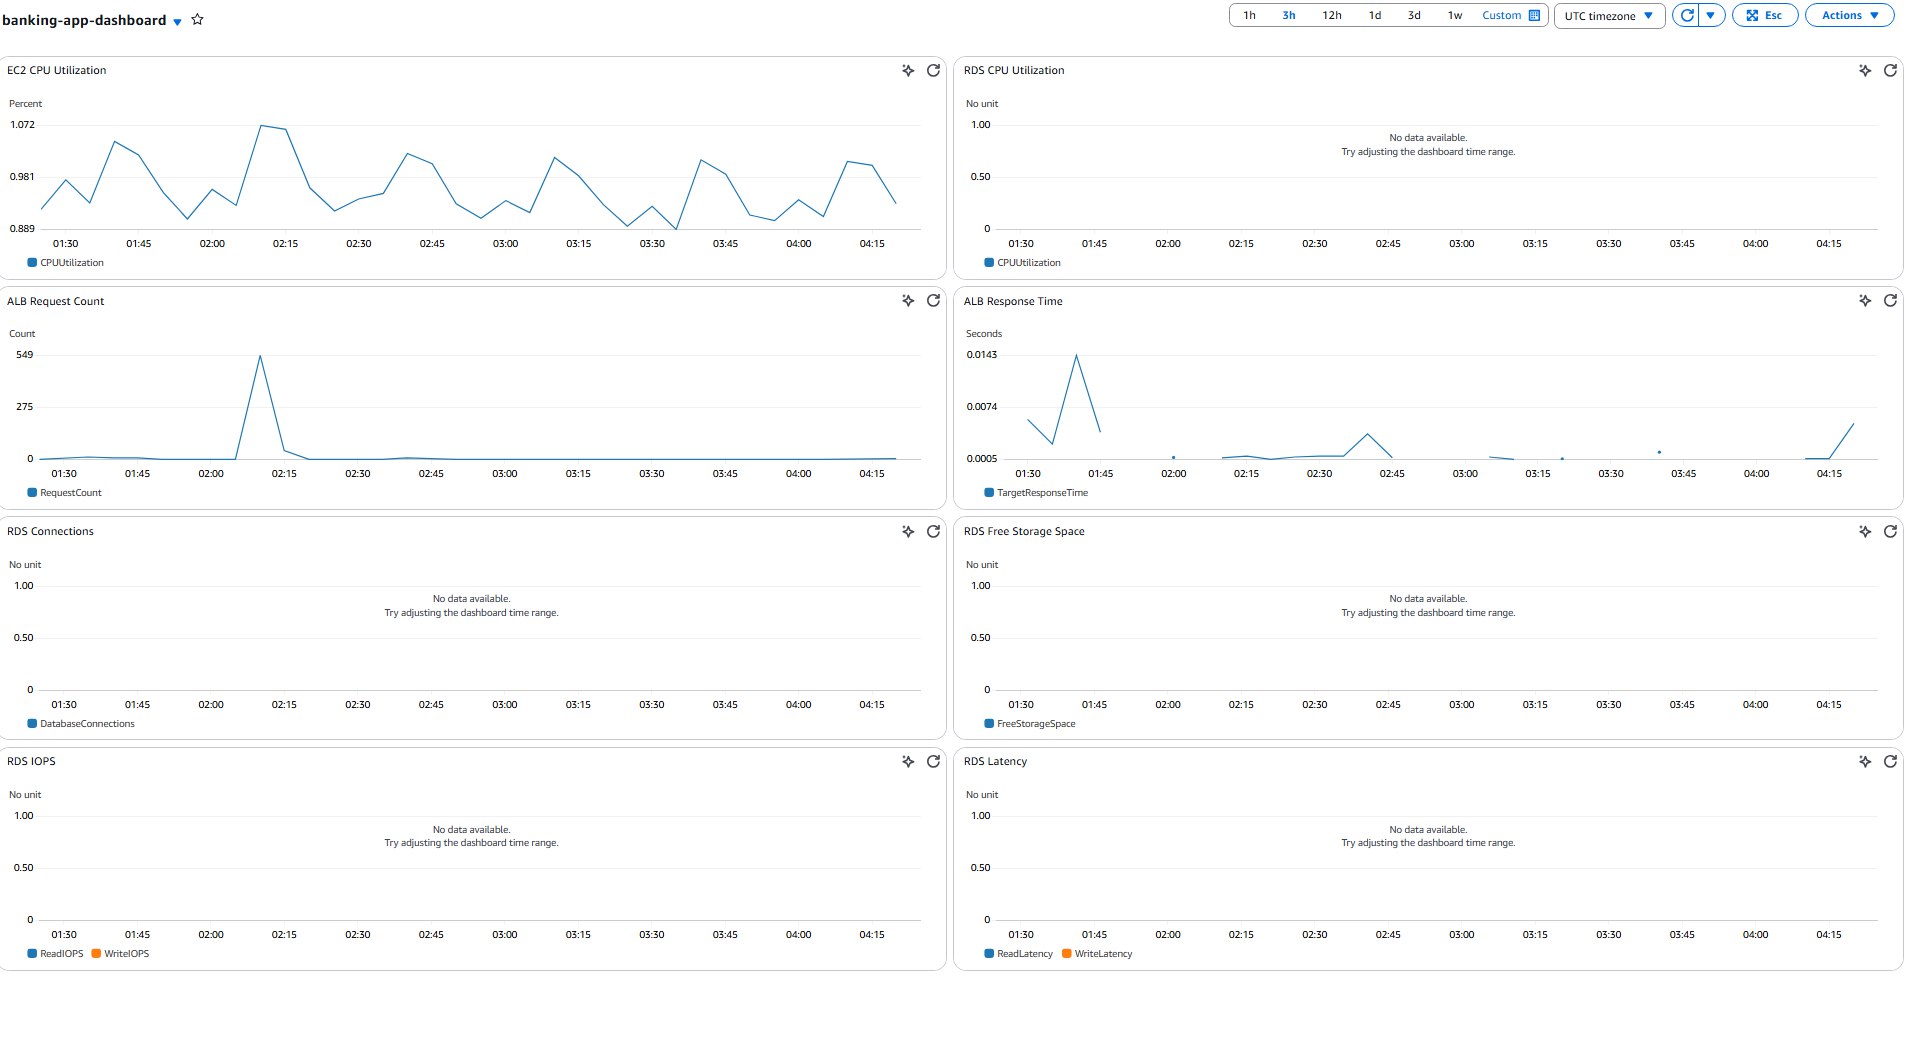 banking-app-dashboard
1h 3h 12h 1d 3d 1w Custom UTC timezone Esc Actions
EC2 CPU Utilization
Percent
1.072
0.981
0.889
01:30 01:45 02:00 02:15 02:30 02:45 03:00 03:15 03:30 03:45 04:00 04:15
CPUUtilization
RDS CPU Utilization
No unit
1.00
No data available.
Try adjusting the dashboard time range.
0.50
0
01:30 01:45 02:00 02:15 02:30 02:45 03:00 03:15 03:30 03:45 04:00 04:15
CPUUtilization
ALB Request Count
Count
549
275
0
01:30 01:45 02:00 02:15 02:30 02:45 03:00 03:15 03:30 03:45 04:00 04:15
RequestCount
ALB Response Time
Seconds
0.0143
0.0074
0.0005
01:30 01:45 02:00 02:15 02:30 02:45 03:00 03:15 03:30 03:45 04:00 04:15
TargetResponseTime
RDS Connections
No unit
1.00
No data available.
Try adjusting the dashboard time range.
0.50
0
01:30 01:45 02:00 02:15 02:30 02:45 03:00 03:15 03:30 03:45 04:00 04:15
DatabaseConnections
RDS Free Storage Space
No unit
1.00
No data available.
Try adjusting the dashboard time range.
0.50
0
01:30 01:45 02:00 02:15 02:30 02:45 03:00 03:15 03:30 03:45 04:00 04:15
FreeStorageSpace
RDS IOPS
No unit
1.00
No data available.
Try adjusting the dashboard time range.
0.50
0
01:30 01:45 02:00 02:15 02:30 02:45 03:00 03:15 03:30 03:45 04:00 04:15
ReadIOPS WriteIOPS
RDS Latency
No unit
1.00
No data available.
Try adjusting the dashboard time range.
0.50
0
01:30 01:45 02:00 02:15 02:30 02:45 03:00 03:15 03:30 03:45 04:00 04:15
ReadLatency WriteLatency